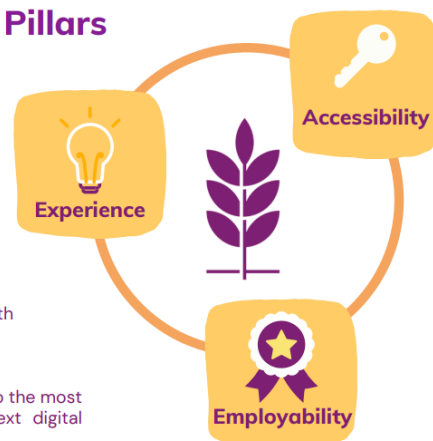 Pillars
Accessibility
Experience
th
o the most
ext digital
Employability